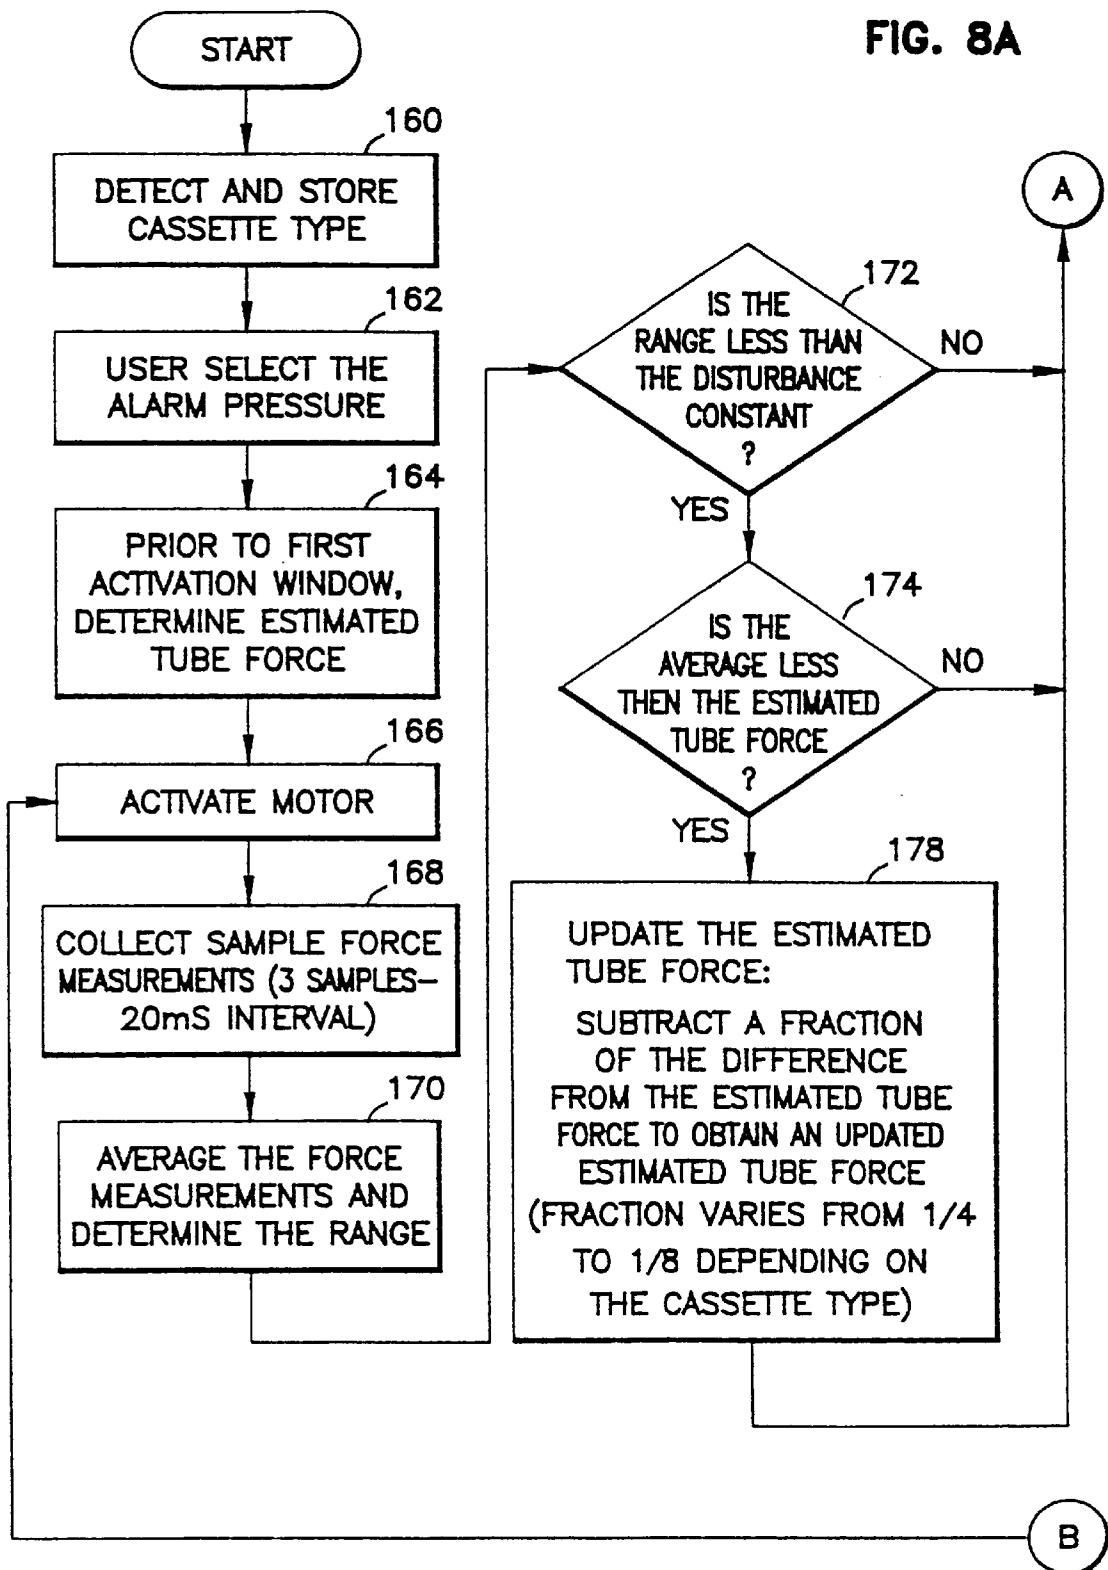 FIG. 8A
START
160
DETECT AND STORE
CASSETTE TYPE
162
USER SELECT THE
ALARM PRESSURE
164
PRIOR TO FIRST
ACTIVATION WINDOW,
DETERMINE ESTIMATED
TUBE FORCE
166
ACTIVATE MOTOR
168
COLLECT SAMPLE FORCE
MEASUREMENTS (3 SAMPLES–
20mS INTERVAL)
170
AVERAGE THE FORCE
MEASUREMENTS AND
DETERMINE THE RANGE
A
172
IS THE
RANGE LESS THAN
THE DISTURBANCE
CONSTANT
?
NO
YES
174
IS THE
AVERAGE LESS
THEN THE ESTIMATED
TUBE FORCE
?
NO
YES
178
UPDATE THE ESTIMATED
TUBE FORCE:
SUBTRACT A FRACTION
OF THE DIFFERENCE
FROM THE ESTIMATED TUBE
FORCE TO OBTAIN AN UPDATED
ESTIMATED TUBE FORCE
(FRACTION VARIES FROM 1/4
TO 1/8 DEPENDING ON
THE CASSETTE TYPE)
B